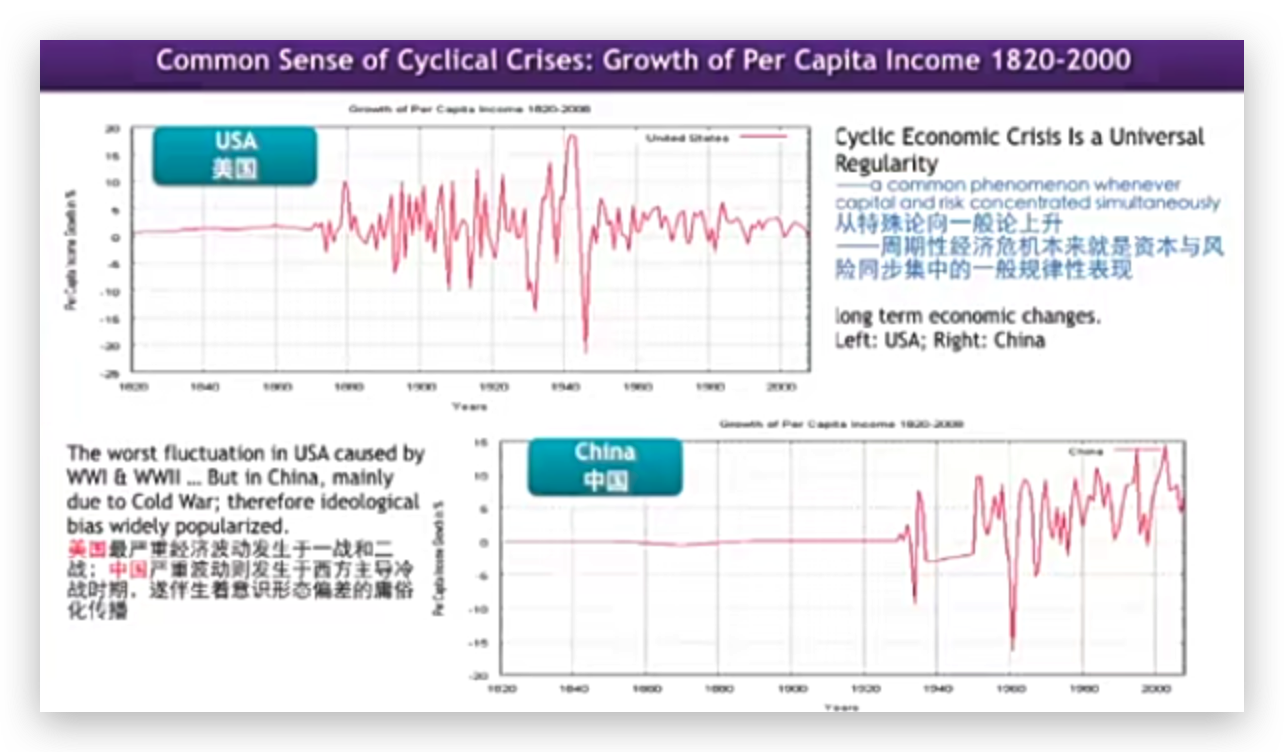 Common Sense of Cyclical Crises: Growth of Per Capita Income 1820-2000
Growth of Per Capita Income 1820-2008
USA
美国
United States
Per Capita Income Growth in %
20
15
10
5
0
-5
-10
-15
-20
-25
1820 1840 1860 1880 1900 1920 1940 1960 1980 2000
Years
Cyclic Economic Crisis Is a Universal
Regularity
——a common phenomenon whenever
capital and risk concentrated simultaneously
从特殊论向一般论上升
——周期性经济危机本来就是资本与风
险同步集中的一般规律性表现
long term economic changes.
Left: USA; Right: China
The worst fluctuation in USA caused by
WWI & WWII ... But in China, mainly
due to Cold War; therefore ideological
bias widely popularized.
美国最严重经济波动发生于一战和二
战；中国严重波动则发生于西方主导冷
战时期，遂伴生着意识形态偏差的庸俗
化传播
Growth of Per Capita Income 1820-2008
China
中国
China
Per Capita Income Growth in %
15
10
5
0
-5
-10
-15
-20
1820 1840 1860 1880 1900 1920 1940 1960 1980 2000
Years